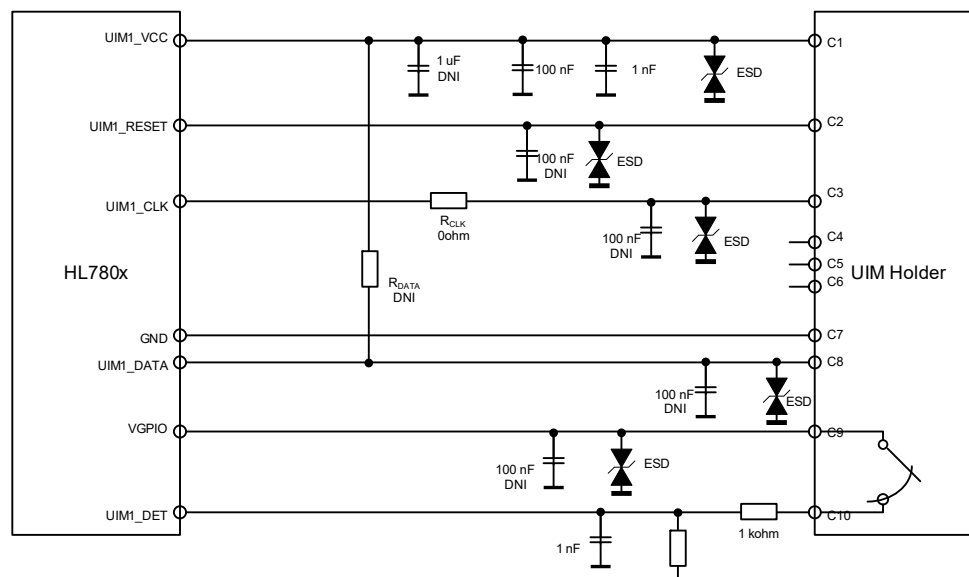 UIM1_VCC
C1
1 uF
DNI
100 nF
1 nF
ESD
UIM1_RESET
C2
100 nF
DNI
ESD
UIM1_CLK
C3
RCLK
0ohm
100 nF
DNI
ESD
C4
C5
C6
HL780x
UIM Holder
RDATA
DNI
GND
C7
UIM1_DATA
C8
100 nF
DNI
ESD
VGPIO
C9
100 nF
DNI
ESD
UIM1_DET
C10
1 nF
1 kohm